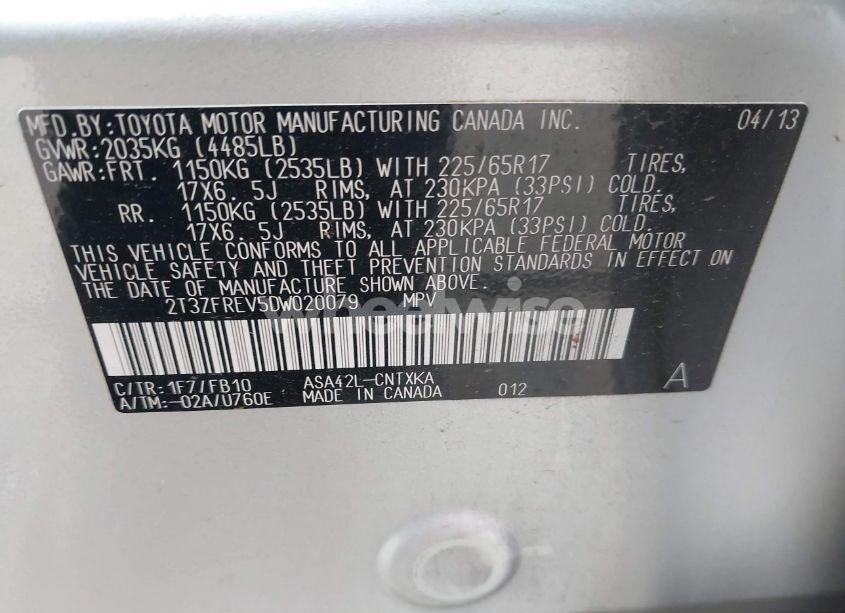 MFD.BY:TOYOTA MOTOR MANUFACTURING CANADA INC. 04/13
GVWR:2035KG (4485LB)
GAWR:FRT. 1150KG (2535LB) WITH 225/65R17 TIRES,
17X6.5J RIMS, AT 230KPA (33PSI) COLD.
RR. 1150KG (2535LB) WITH 225/65R17 TIRES,
17X6.5J RIMS, AT 230KPA (33PSI) COLD.
THIS VEHICLE CONFORMS TO ALL APPLICABLE FEDERAL MOTOR
VEHICLE SAFETY AND THEFT PREVENTION STANDARDS IN EFFECT ON
THE DATE OF MANUFACTURE SHOWN ABOVE.
2T3ZFREV5DW020079 MPV
wheelwise
C/TR:1F7/FB10 ASA42L-CNTXKA A
A/TM:-02A/U760E MADE IN CANADA 012